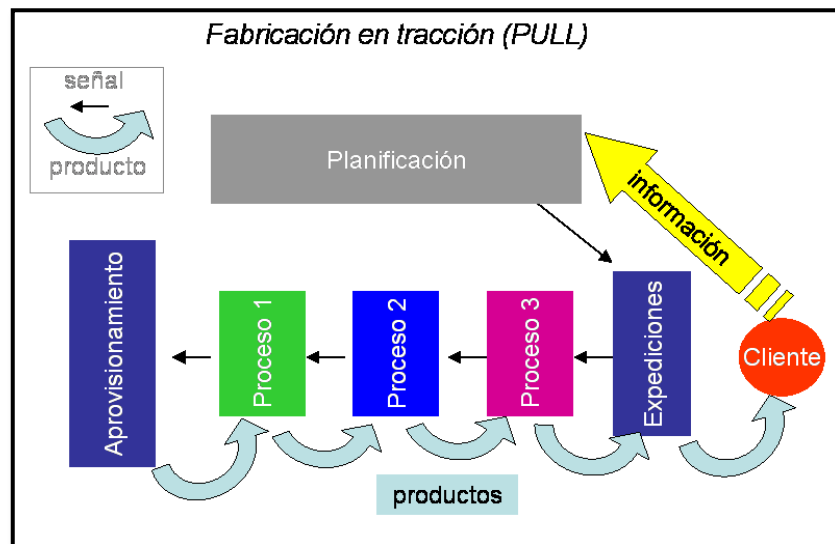 Fabricación en tracción (PULL)
señal
producto
Planificación
información
Aprovisionamiento
Proceso 1
Proceso 2
Proceso 3
Expediciones
Cliente
productos